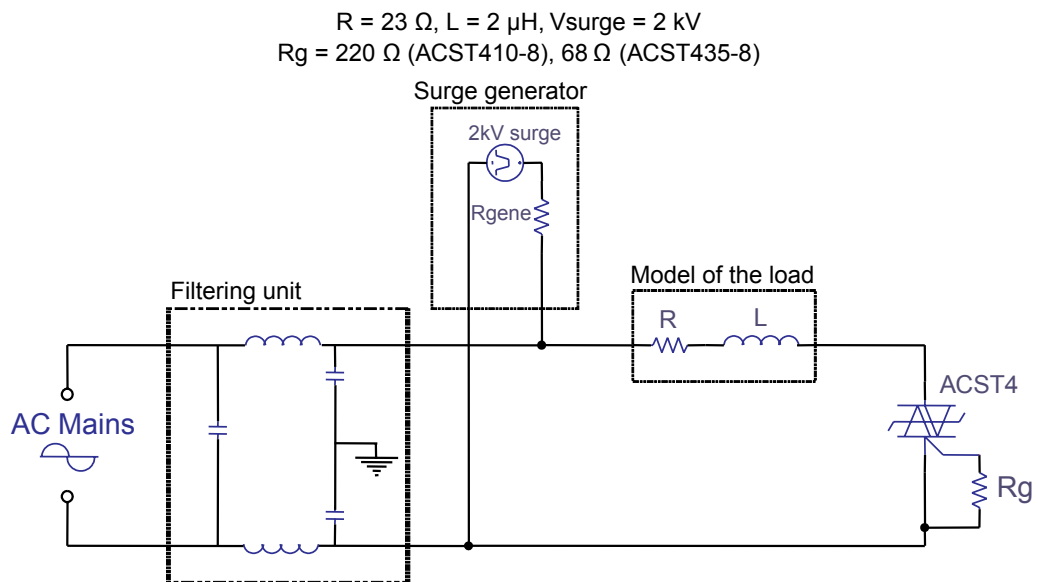 R = 23 Ω, L = 2 µH, Vsurge = 2 kV
Rg = 220 Ω (ACST410-8), 68 Ω (ACST435-8)
Surge generator
2kV surge
Rgene
Model of the load
Filtering unit
R
L
ACST4
AC Mains
Rg